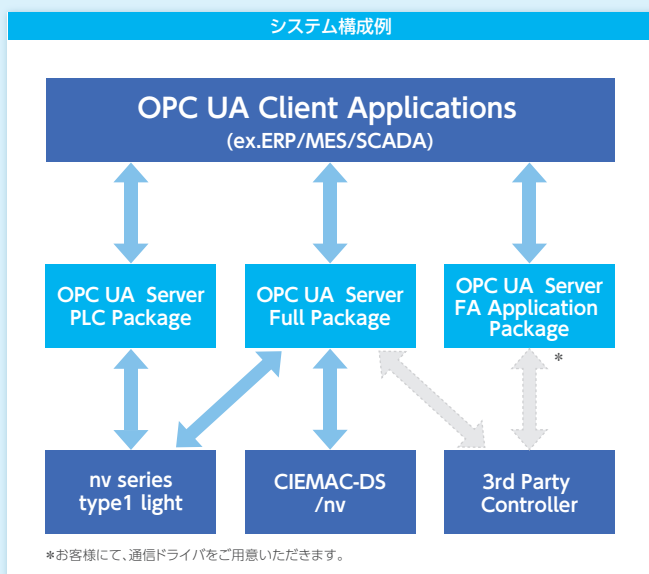 システム構成例
OPC UA Client Applications
(ex.ERP/MES/SCADA)
OPC UA Server
PLC Package
OPC UA Server
Full Package
OPC UA Server
FA Application
Package
*
nv series
type1 light
CIEMAC-DS
/nv
3rd Party
Controller
*お客様にて、通信ドライバをご用意いただきます。